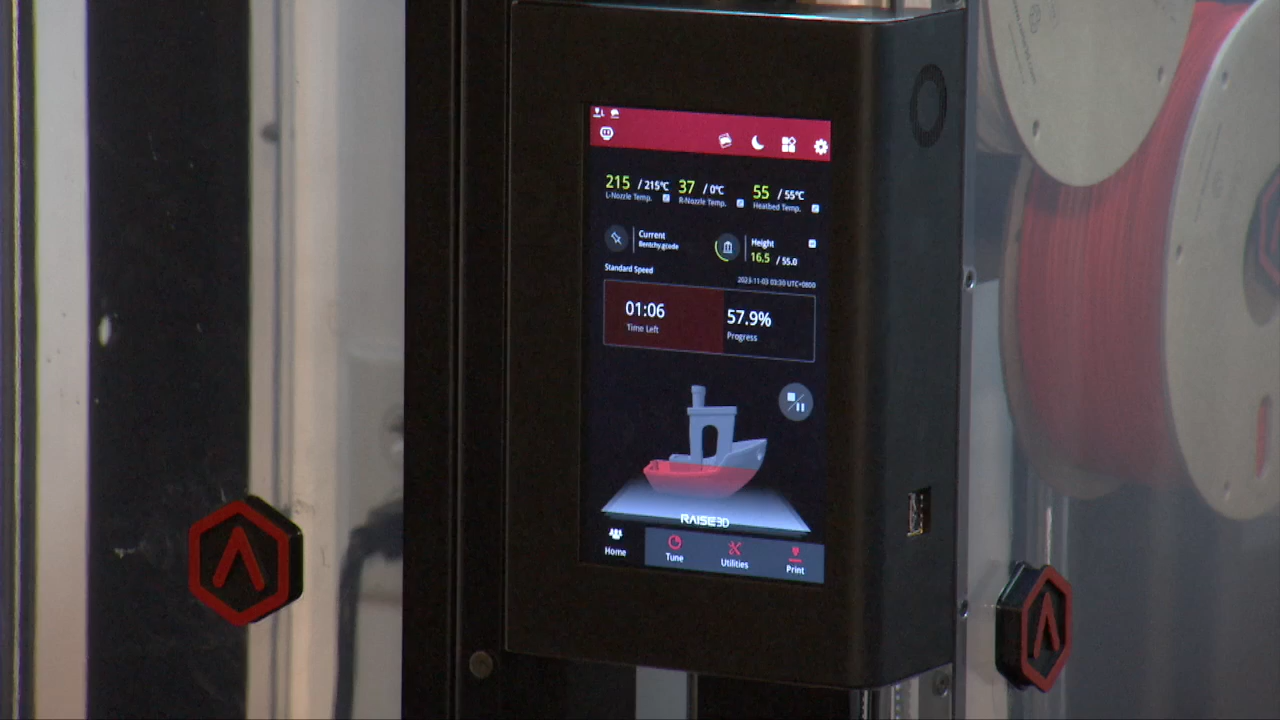 215 / 215℃ 37 / 0℃ 55 / 55℃
L-Nozzle Temp. R-Nozzle Temp. Heatbed Temp.
Current
Bentchy.gcode
Height
16.5 / 55.0
Standard Speed
2023-11-03 03:30 UTC+0800
01:06
Time Left
57.9%
Progress
RAISE3D
Home Tune Utilities Print